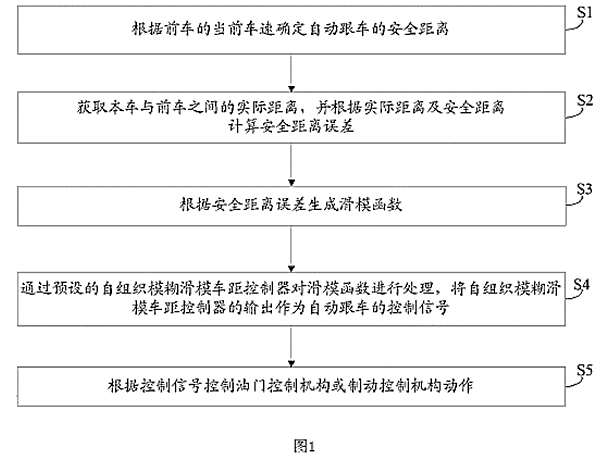 S1
根据前车的当前车速确定自动跟车的安全距离
S2
获取本车与前车之间的实际距离，并根据实际距离及安全距离
计算安全距离误差
S3
根据安全距离误差生成滑模函数
S4
通过预设的自组织模糊滑模车距控制器对滑模函数进行处理，将自组织模糊滑
模车距控制器的输出作为自动跟车的控制信号
S5
根据控制信号控制油门控制机构或制动控制机构动作
图1